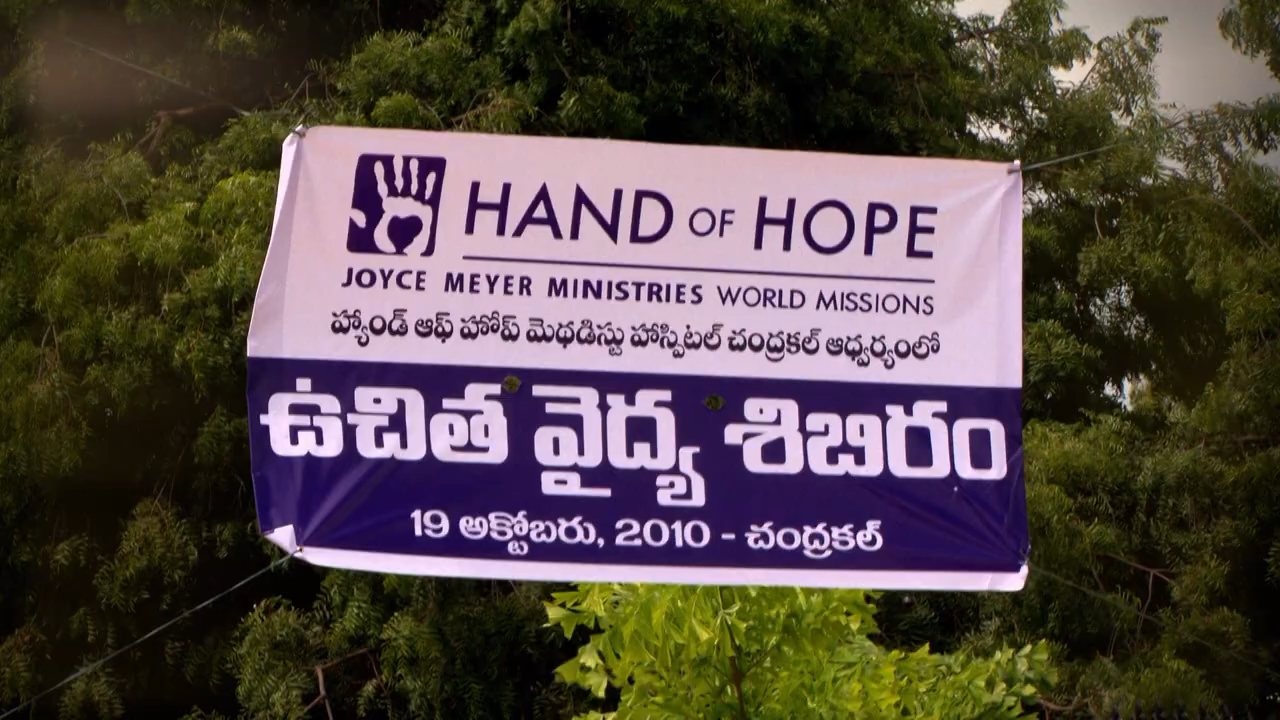 HAND OF HOPE
JOYCE MEYER MINISTRIES WORLD MISSIONS
హ్యాండ్ ఆఫ్ హోప్ మెథడిస్టు హాస్పిటల్ చంద్రకల్ ఆధ్వర్యంలో
ఉచిత వైద్య శిబిరం
19 అక్టోబరు, 2010 - చంద్రకల్